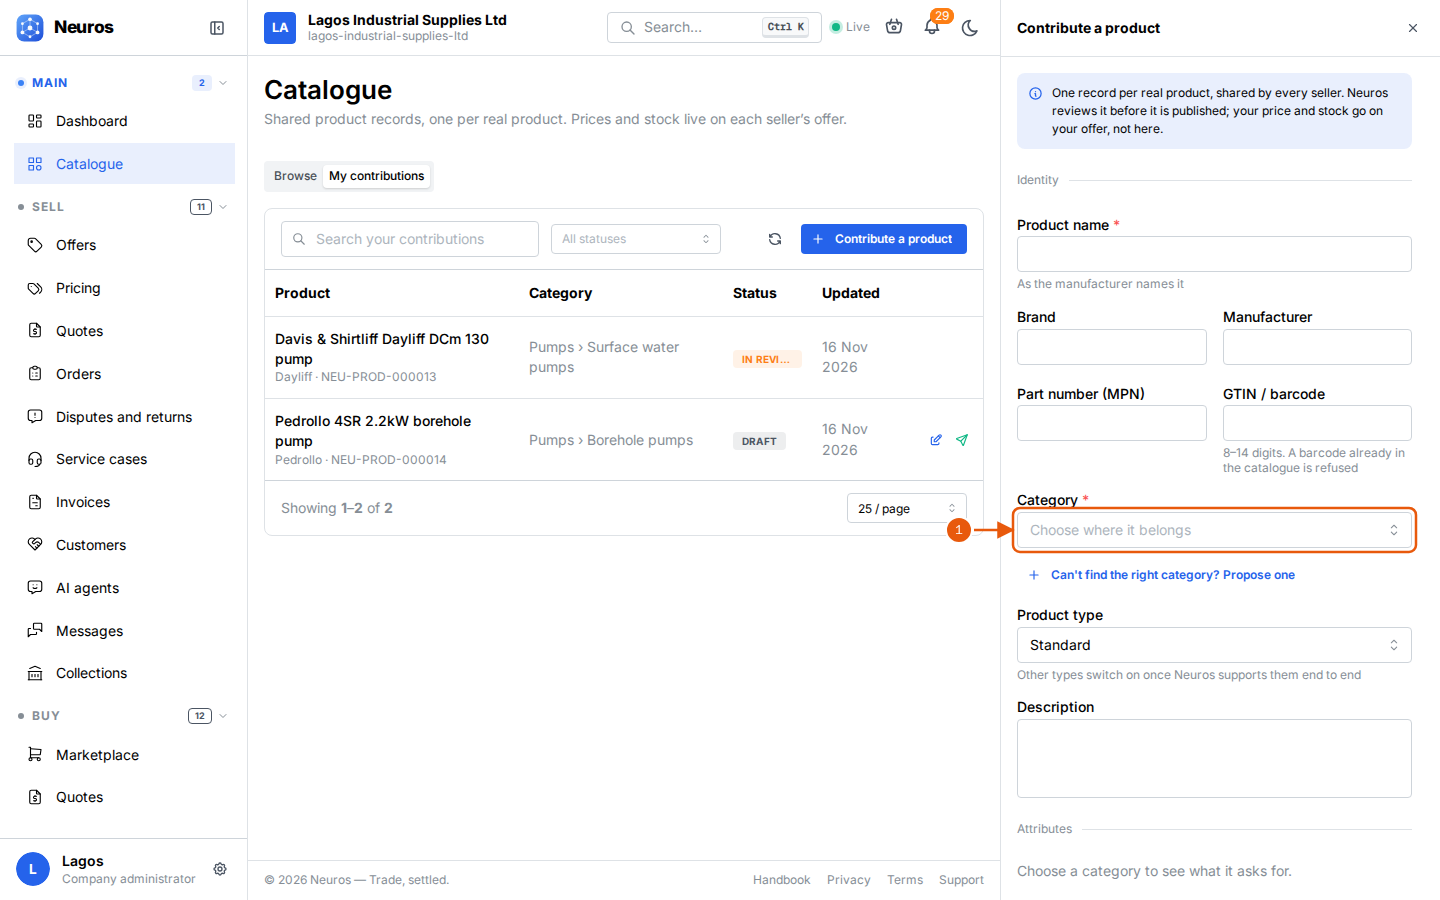 Neuros
MAIN
2
Dashboard
Catalogue
SELL
11
Offers
Pricing
Quotes
Orders
Disputes and returns
Service cases
Invoices
Customers
AI agents
Messages
Collections
BUY
12
Marketplace
Quotes
L
Lagos
Company administrator
LA
Lagos Industrial Supplies Ltd
lagos-industrial-supplies-ltd
Search...
Ctrl K
Live
29
Catalogue
Shared product records, one per real product. Prices and stock live on each seller’s offer.
Browse
My contributions
Search your contributions
All statuses
Contribute a product
Product
Category
Status
Updated
Davis & Shirtliff Dayliff DCm 130
pump
Dayliff · NEU-PROD-000013
Pumps › Surface water
pumps
IN REVI...
16 Nov
2026
Pedrollo 4SR 2.2kW borehole
pump
Pedrollo · NEU-PROD-000014
Pumps › Borehole pumps
DRAFT
16 Nov
2026
Showing 1–2 of 2
25 / page
1
© 2026 Neuros — Trade, settled.
Handbook
Privacy
Terms
Support
Contribute a product
One record per real product, shared by every seller. Neuros
reviews it before it is published; your price and stock go on
your offer, not here.
Identity
Product name *
As the manufacturer names it
Brand
Manufacturer
Part number (MPN)
GTIN / barcode
8–14 digits. A barcode already in
the catalogue is refused
Category *
Choose where it belongs
Can't find the right category? Propose one
Product type
Standard
Other types switch on once Neuros supports them end to end
Description
Attributes
Choose a category to see what it asks for.